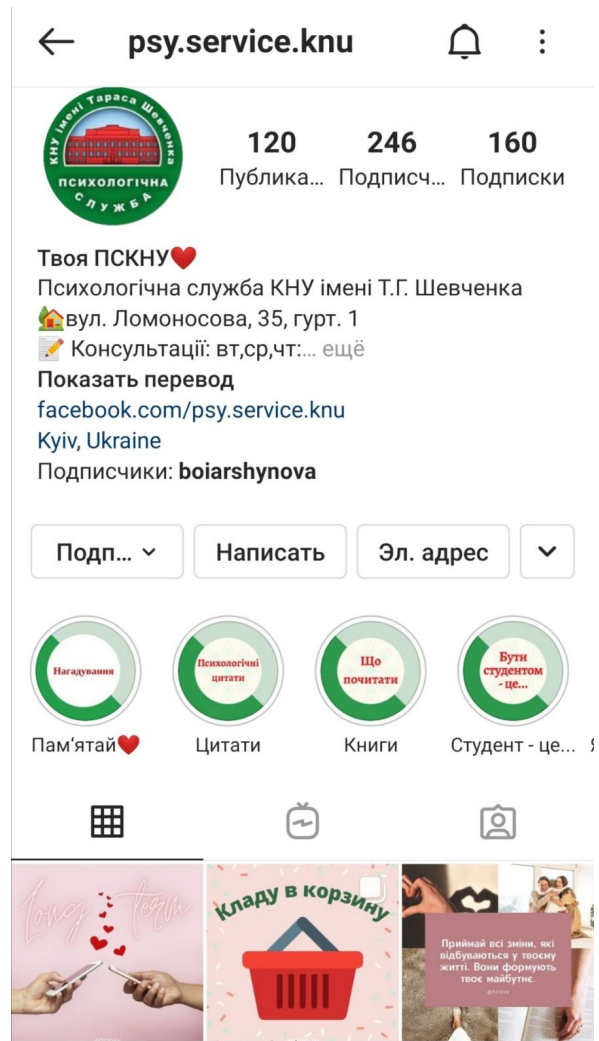 psy.service.knu
КНУ імені Тараса Шевченка
ПСИХОЛОГІЧНА
СЛУЖБА
120 246 160
Публика... Подписч... Подписки
Твоя ПСКНУ❤️
Психологічна служба КНУ імені Т.Г. Шевченка
🏡вул. Ломоносова, 35, гурт. 1
📝 Консультації: вт,ср,чт:... ещё
Показать перевод
facebook.com/psy.service.knu
Kyiv, Ukraine
Подписчики: boiarshynova
Подп... Написать Эл. адрес
Нагадування
Психологічні
цитати
Що
почитати
Бути
студентом
- це...
Пам'ятай❤️ Цитати Книги Студент - це...
Long Term
Кладу в корзину
Приймай всі зміни, які
відбуваються у твоєму
житті. Вони формують
твоє майбутнє.